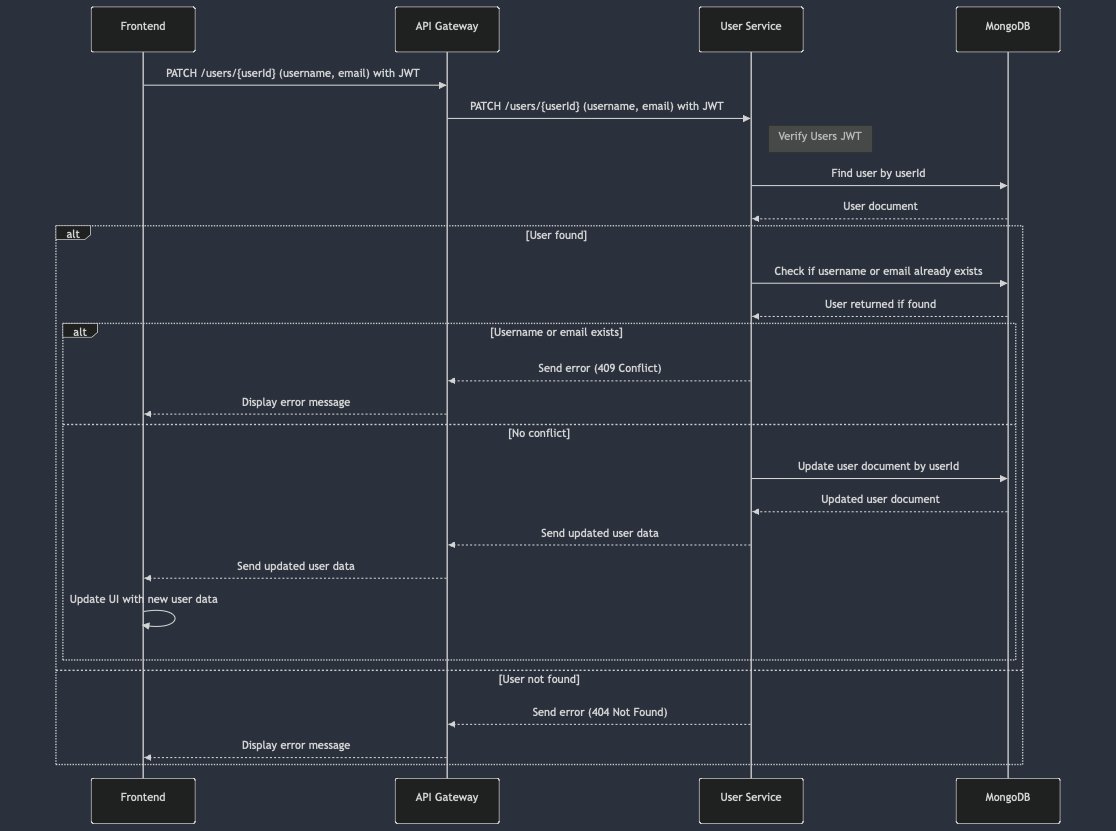 Frontend
API Gateway
User Service
MongoDB
PATCH /users/{userId} (username, email) with JWT
PATCH /users/{userId} (username, email) with JWT
Verify Users JWT
Find user by userId
User document
alt
[User found]
Check if username or email already exists
User returned if found
alt
[Username or email exists]
Send error (409 Conflict)
Display error message
[No conflict]
Update user document by userId
Updated user document
Send updated user data
Send updated user data
Update UI with new user data
[User not found]
Send error (404 Not Found)
Display error message
Frontend
API Gateway
User Service
MongoDB